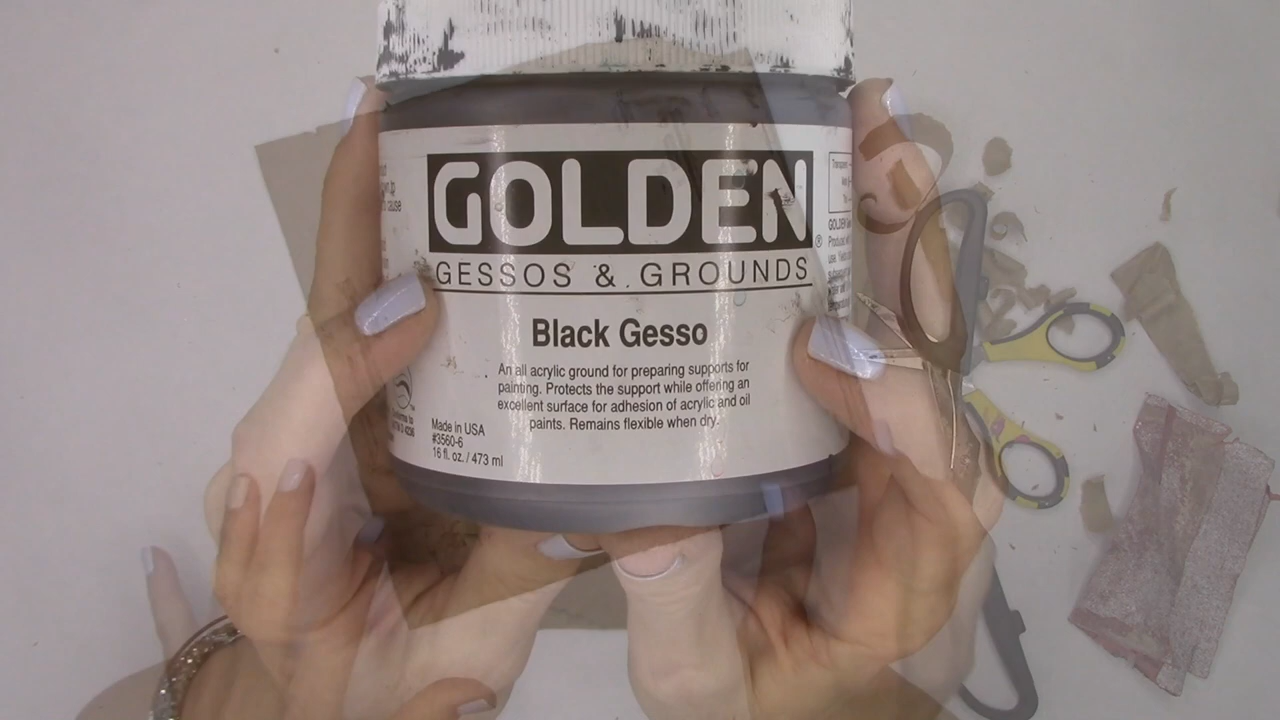 GOLDEN®
GESSOS & GROUNDS
Black Gesso
An all acrylic ground for preparing supports for
painting. Protects the support while offering an
excellent surface for adhesion of acrylic and oil
paints. Remains flexible when dry.
Made in USA
#3560-6
16 fl. oz. / 473 ml
cause
GOLDEN